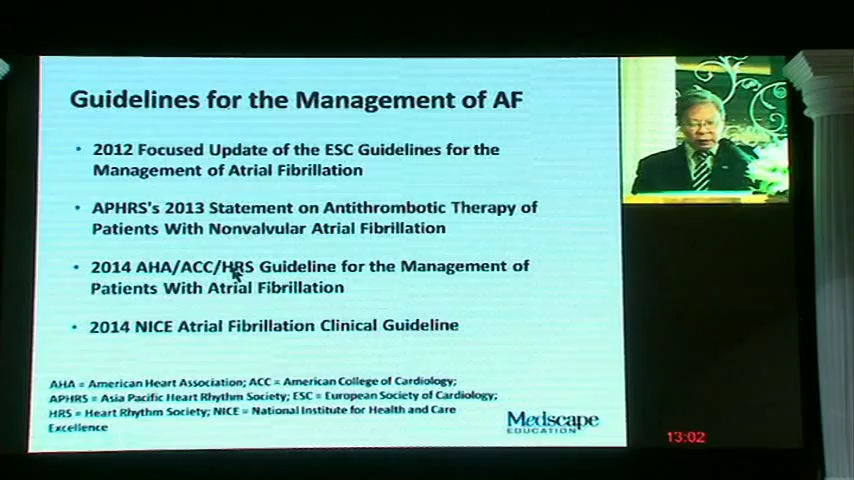 Guidelines for the Management of AF
• 2012 Focused Update of the ESC Guidelines for the
Management of Atrial Fibrillation
• APHRS's 2013 Statement on Antithrombotic Therapy of
Patients With Nonvalvular Atrial Fibrillation
• 2014 AHA/ACC/HRS Guideline for the Management of
Patients With Atrial Fibrillation
• 2014 NICE Atrial Fibrillation Clinical Guideline
AHA = American Heart Association; ACC = American College of Cardiology;
APHRS = Asia Pacific Heart Rhythm Society; ESC = European Society of Cardiology;
HRS = Heart Rhythm Society; NICE = National Institute for Health and Care
Excellence
Medscape
EDUCATION
13:02